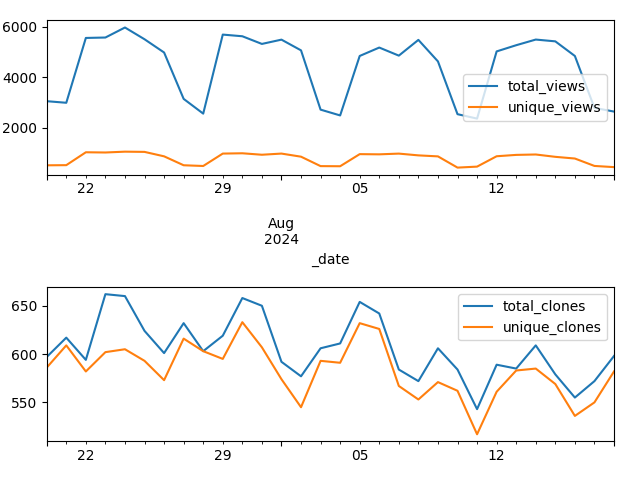 6000
4000
2000
total_views
unique_views
22
29
05
12
Aug
2024
_date
650
600
550
total_clones
unique_clones
22
29
05
12